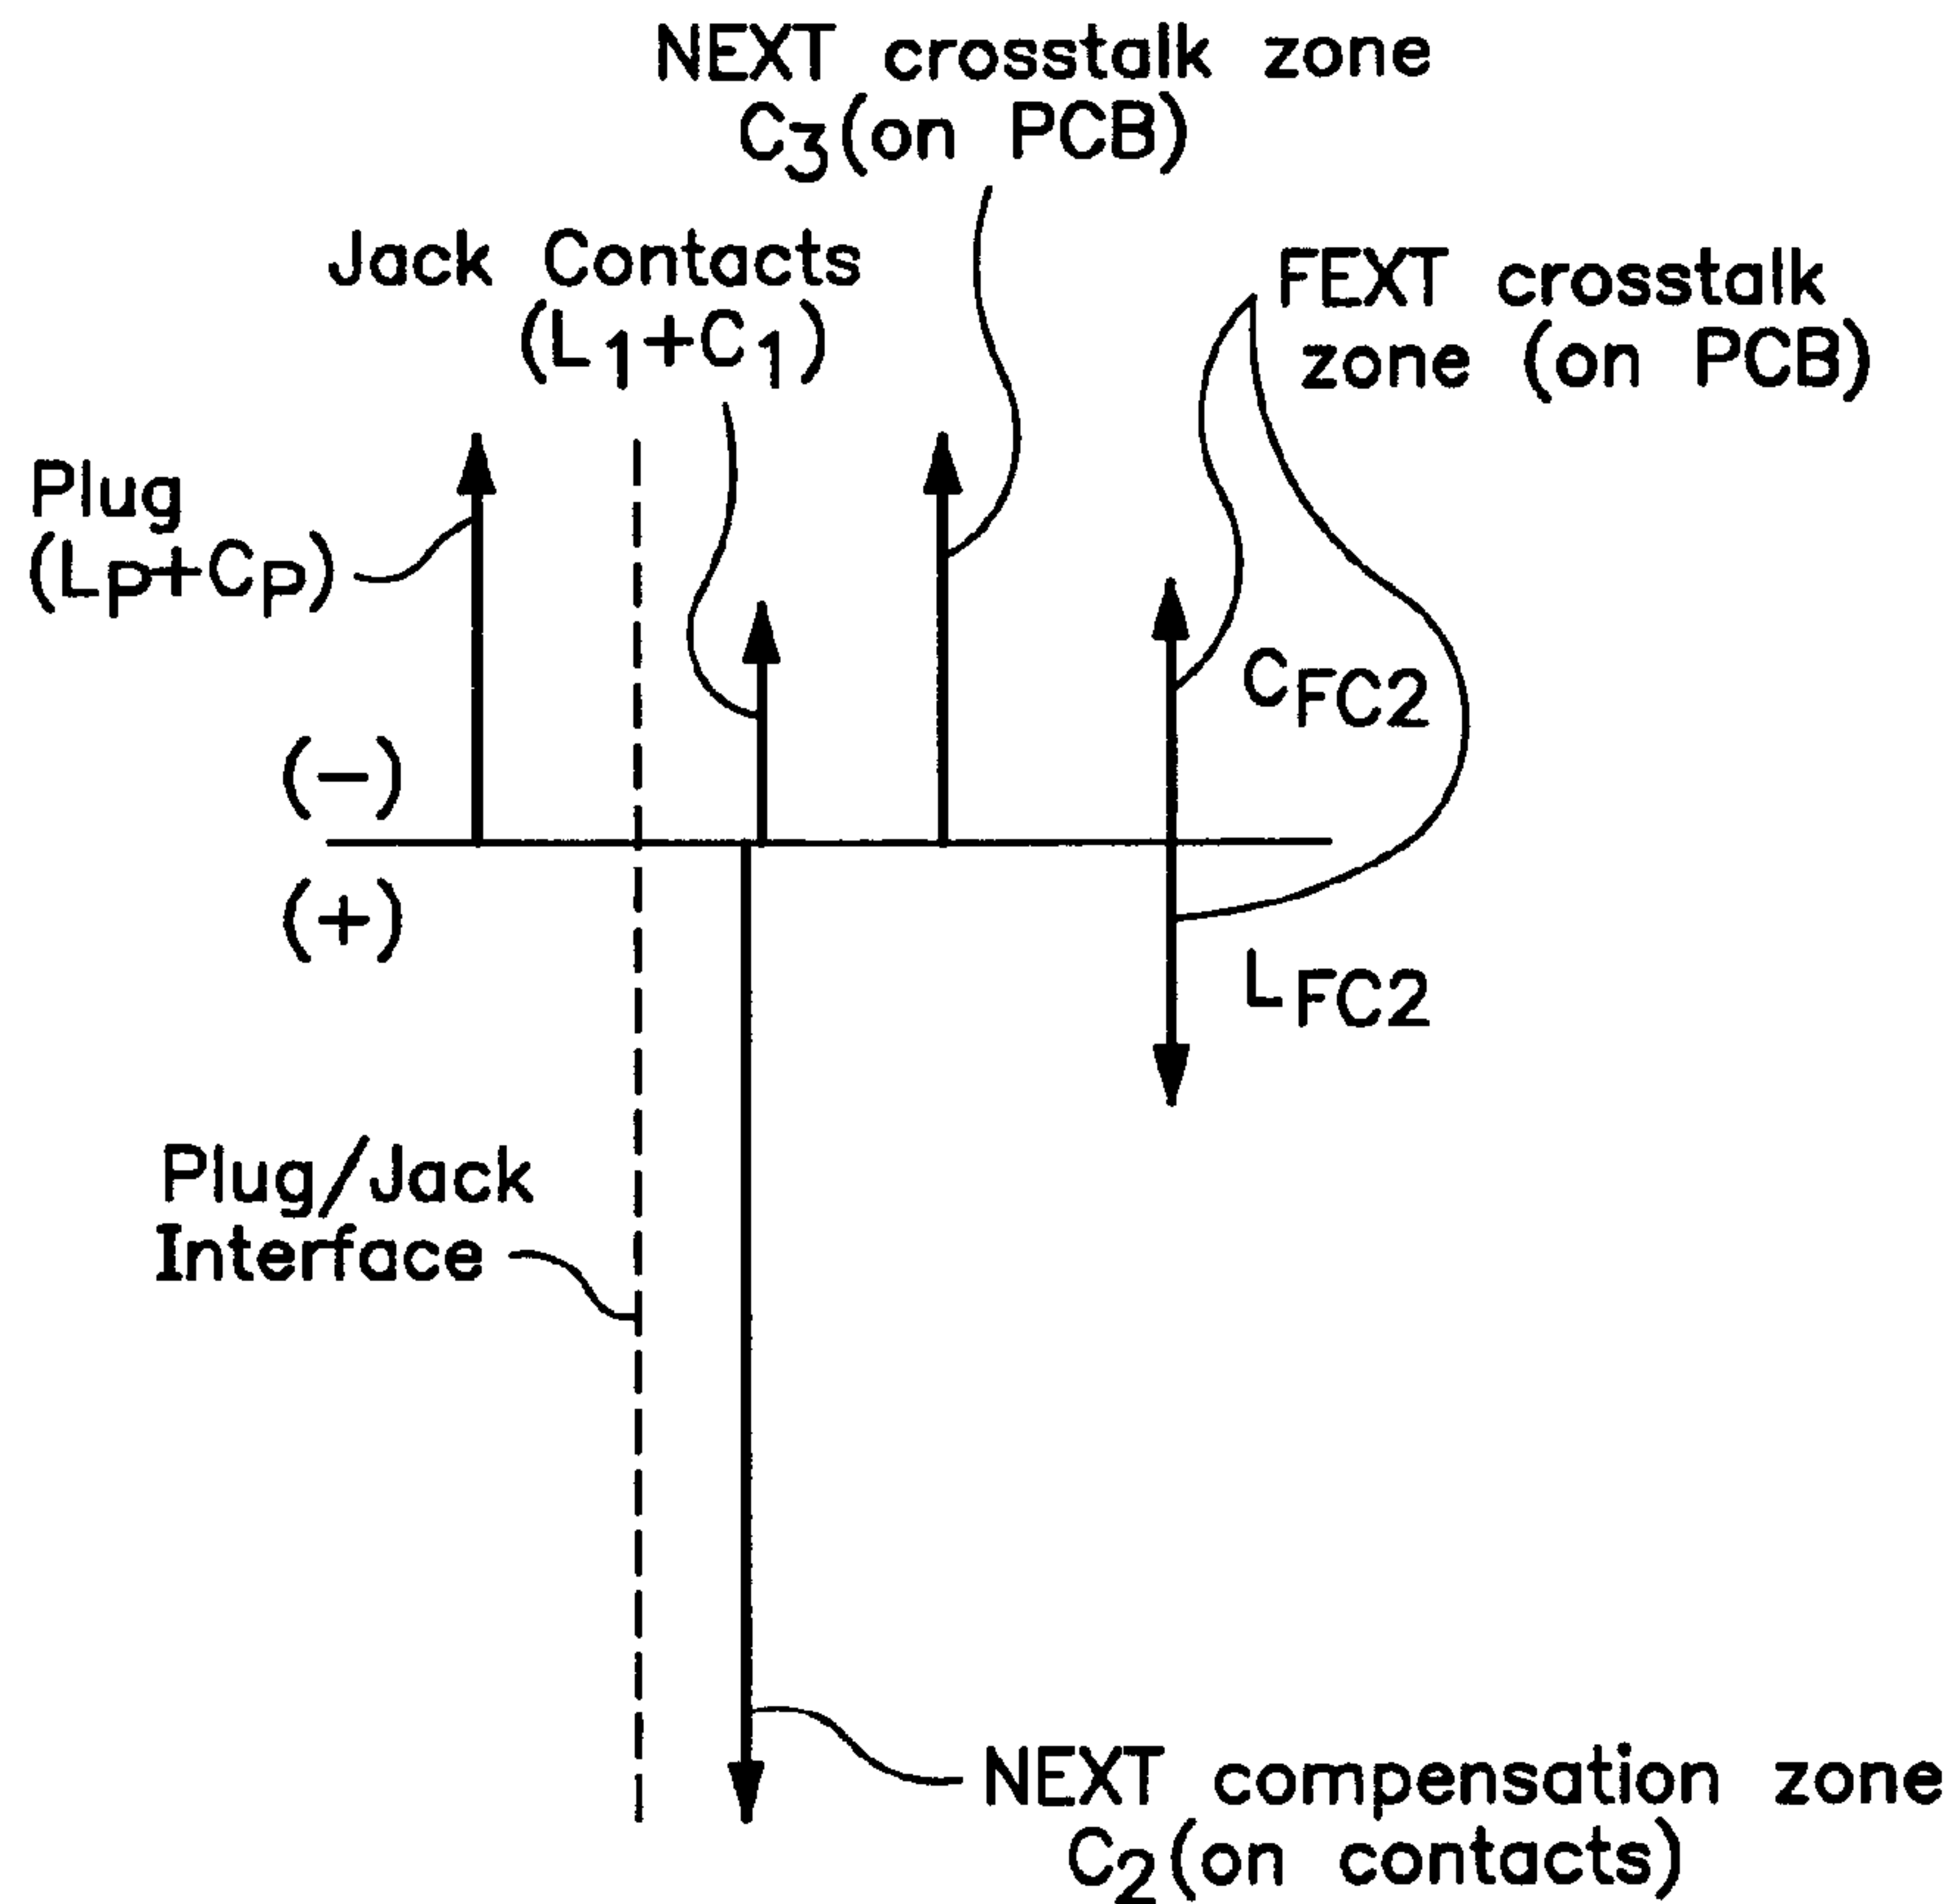 NEXT crosstalk zone
C3(on PCB)
Jack Contacts
(L1+C1)
FEXT crosstalk
zone (on PCB)
Plug
(Lp+Cp)
CFC2
(−)
(+)
LFC2
Plug/Jack
Interface
NEXT compensation zone
C2(on contacts)